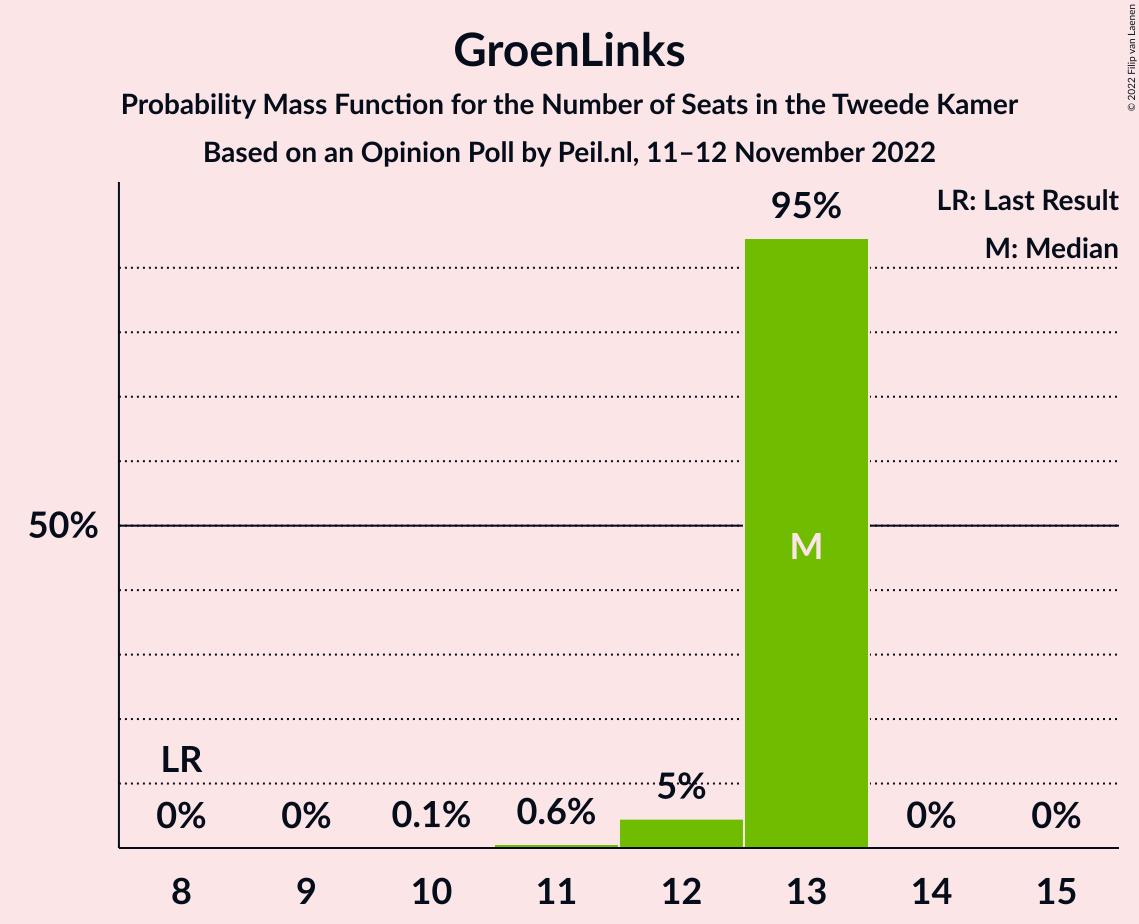 GroenLinks
Probability Mass Function for the Number of Seats in the Tweede Kamer
Based on an Opinion Poll by Peil.nl, 11–12 November 2022
© 2022 Filip van Laenen
LR: Last Result
M: Median
95%
50%
M
LR
0%
0%
0.1%
0.6%
5%
0%
0%
8
9
10
11
12
13
14
15